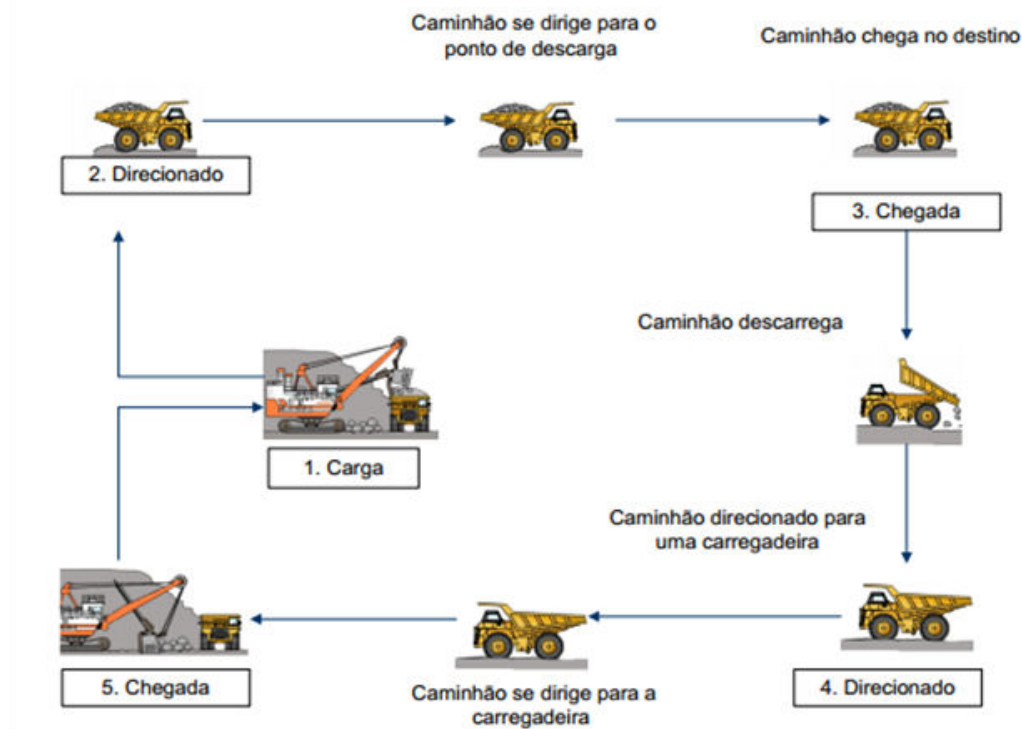 Caminhão se dirige para o
ponto de descarga
Caminhão chega no destino
2. Direcionado
3. Chegada
Caminhão descarrega
1. Carga
Caminhão direcionado para
uma carregadeira
5. Chegada
Caminhão se dirige para a
carregadeira
4. Direcionado